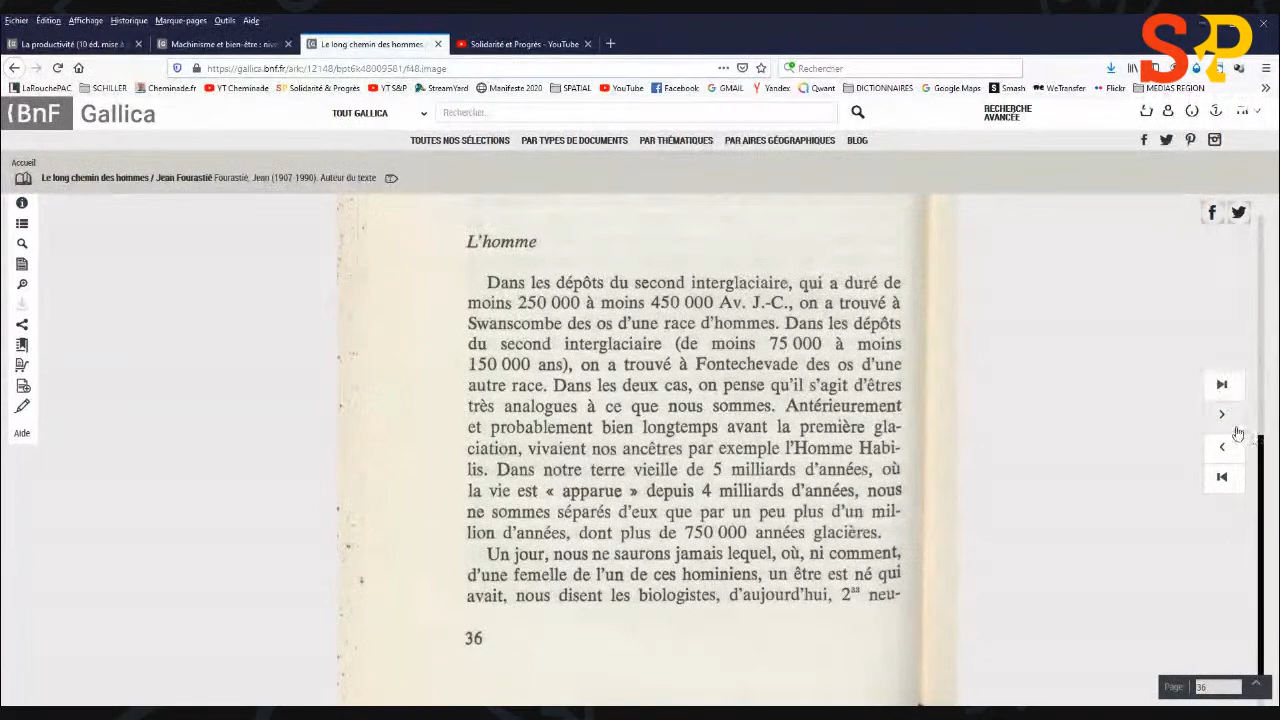 Fichier Édition Affichage Historique Marque-pages Outils Aide
La productivité (10 éd. mise à
Machinisme et bien-être : nive
Le long chemin des hommes
Solidarité et Progrès - YouTube
https://gallica.bnf.fr/ark:/12148/bpt6k48009581/f48.image
Rechercher
LaRouchePAC SCHILLER Cheminade.fr YT Cheminade Solidarité & Progrès YT S&P StreamYard Manifeste 2020 SPATIAL YouTube Facebook GMAIL Yandex Qwant DICTIONNAIRES Google Maps Smash WeTransfer Flickr MEDIAS REGION
SP
BnF Gallica
TOUT GALLICA
Rechercher...
RECHERCHE
AVANCÉE
TOUTES NOS SÉLECTIONS PAR TYPES DE DOCUMENTS PAR THÉMATIQUES PAR AIRES GÉOGRAPHIQUES BLOG
Accueil
Le long chemin des hommes / Jean Fourastié Fourastié, Jean (1907-1990). Auteur du texte
Aide
L'homme
Dans les dépôts du second interglaciaire, qui a duré de
moins 250 000 à moins 450 000 Av. J.-C., on a trouvé à
Swanscombe des os d'une race d'hommes. Dans les dépôts
du second interglaciaire (de moins 75 000 à moins
150 000 ans), on a trouvé à Fontechevade des os d'une
autre race. Dans les deux cas, on pense qu'il s'agit d'êtres
très analogues à ce que nous sommes. Antérieurement
et probablement bien longtemps avant la première gla-
ciation, vivaient nos ancêtres par exemple l'Homme Habi-
lis. Dans notre terre vieille de 5 milliards d'années, où
la vie est « apparue » depuis 4 milliards d'années, nous
ne sommes séparés d'eux que par un peu plus d'un mil-
lion d'années, dont plus de 750 000 années glacières.
Un jour, nous ne saurons jamais lequel, où, ni comment,
d'une femelle de l'un de ces hominiens, un être est né qui
avait, nous disent les biologistes, d'aujourd'hui, 2ªª neu-
36
Page 36